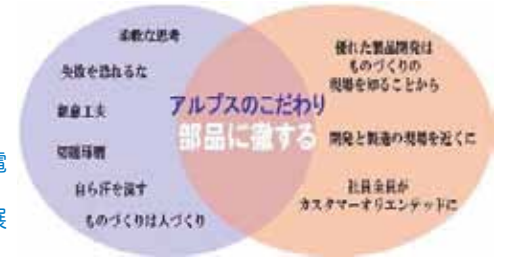 柔軟な思考
失敗を恐れるな
創意工夫
切磋琢磨
自ら汗を流す
ものづくりは人づくり
アルプスのこだわり
部品に徹する
優れた製品開発は
ものづくりの
現場を知ることから
開発と製造の現場を近くに
社員全員が
カスタマーオリエンテッドに
電
展